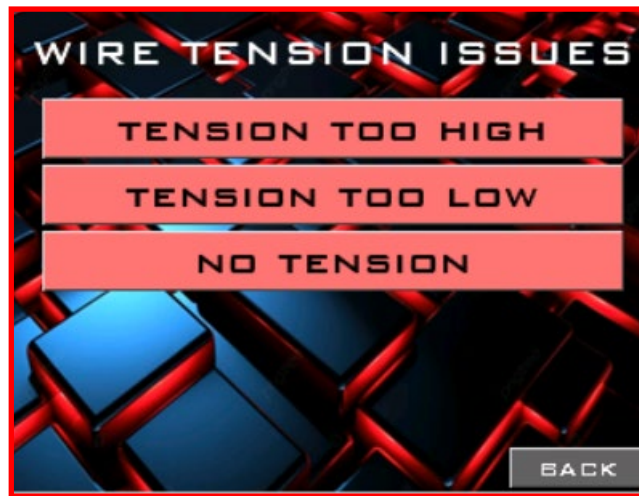 WIRE TENSION ISSUES
TENSION TOO HIGH
TENSION TOO LOW
NO TENSION
BACK